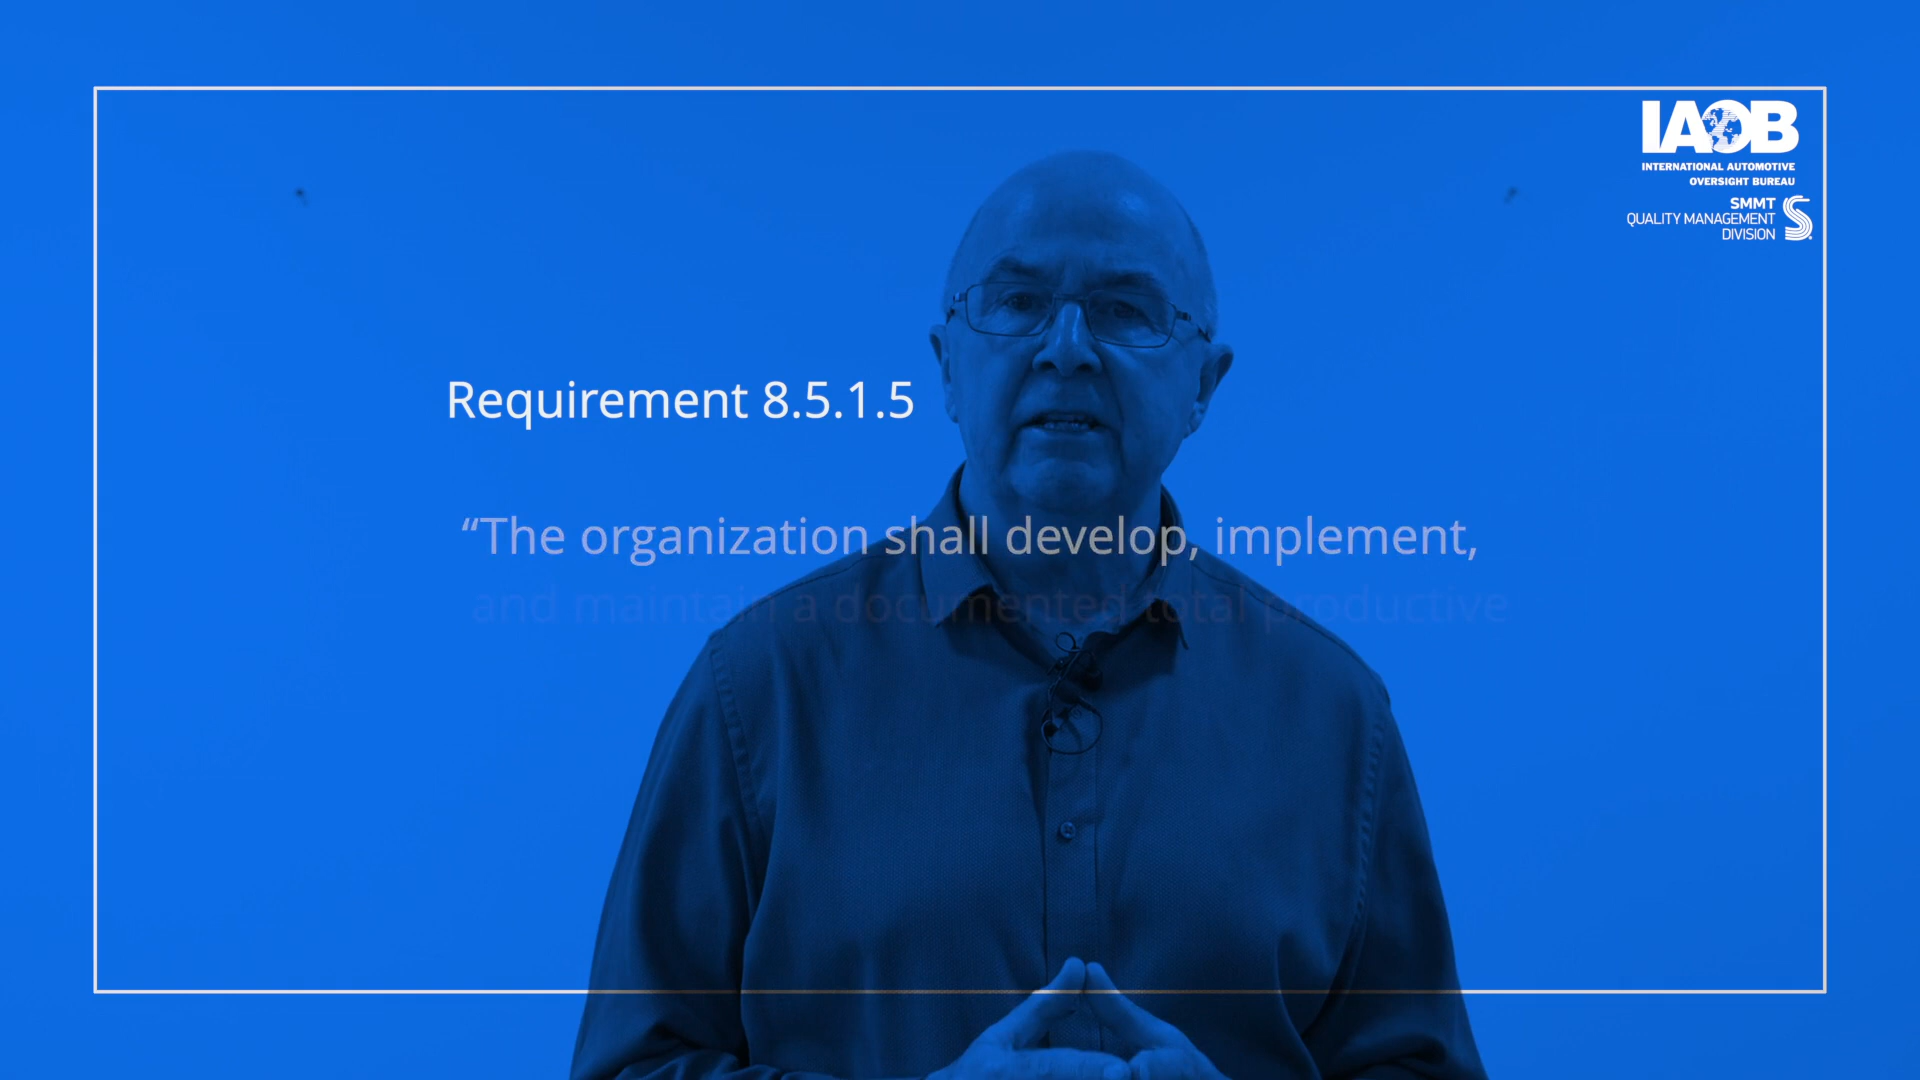 IAOB
INTERNATIONAL AUTOMOTIVE
OVERSIGHT BUREAU
SMMT
QUALITY MANAGEMENT
DIVISION
Requirement 8.5.1.5
“The organization shall develop, implement,
and maintain a documented total productive